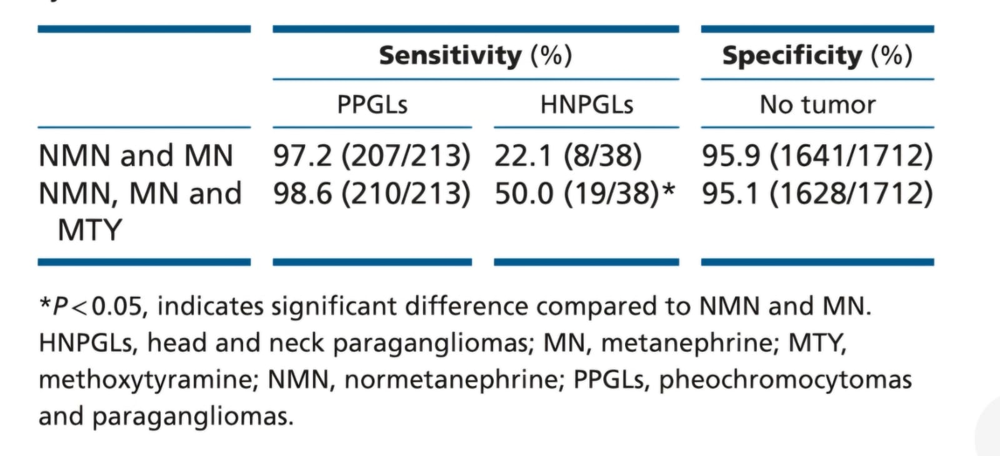 Sensitivity (%) Specificity (%)
PPGLs HNPGLs No tumor
NMN and MN 97.2 (207/213) 22.1 (8/38) 95.9 (1641/1712)
NMN, MN and 98.6 (210/213) 50.0 (19/38)* 95.1 (1628/1712)
MTY
*P<0.05, indicates significant difference compared to NMN and MN.
HNPGLs, head and neck paragangliomas; MN, metanephrine; MTY,
methoxytyramine; NMN, normetanephrine; PPGLs, pheochromocytomas
and paragangliomas.